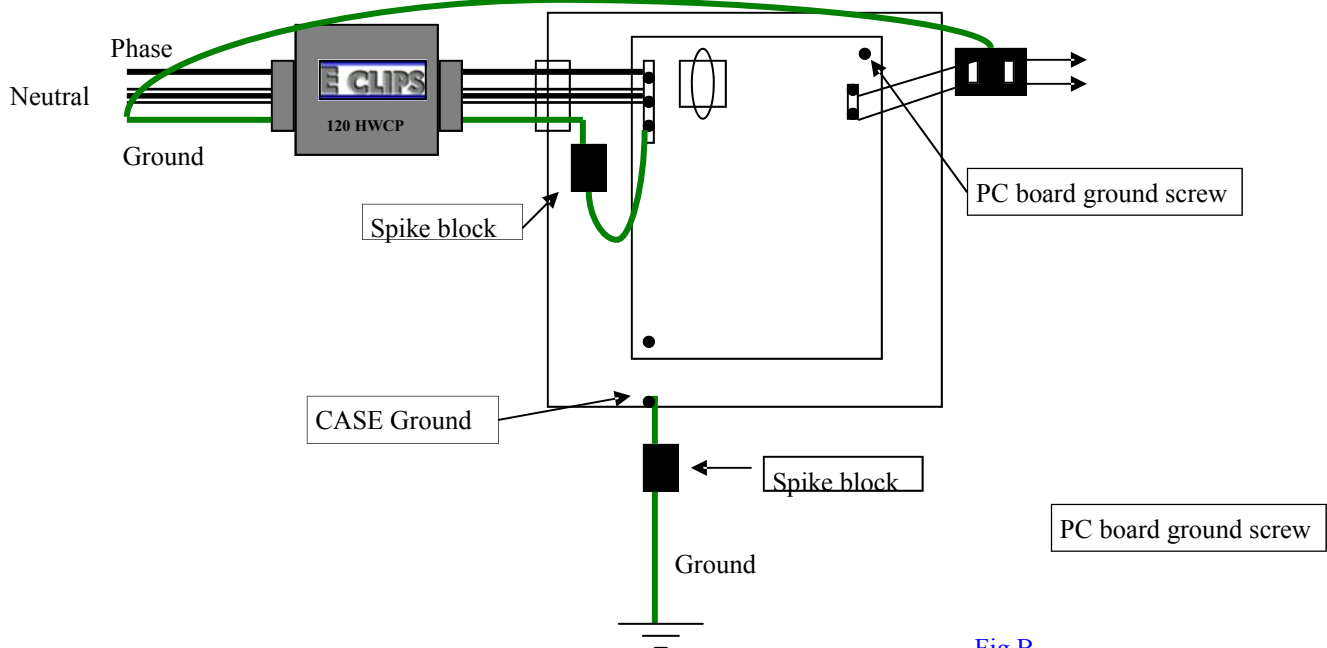 Phase
Neutral
E CLIPS
120 HWCP
Ground
PC board ground screw
Spike block
CASE Ground
Spike block
PC board ground screw
Ground
Fig B